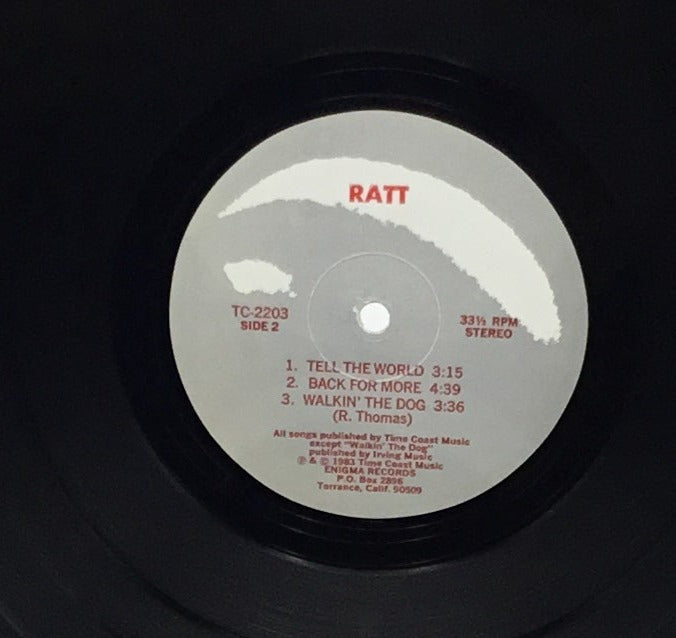 RATT
TC-2203
SIDE 2
33⅓ RPM
STEREO
1. TELL THE WORLD 3:15
2. BACK FOR MORE 4:39
3. WALKIN' THE DOG 3:36
(R. Thomas)
All songs published by Time Coast Music
except "Walkin' The Dog"
published by Irving Music
℗ & © 1983 Time Coast Music
ENIGMA RECORDS
P.O. Box 2896
Torrance, Calif. 90509